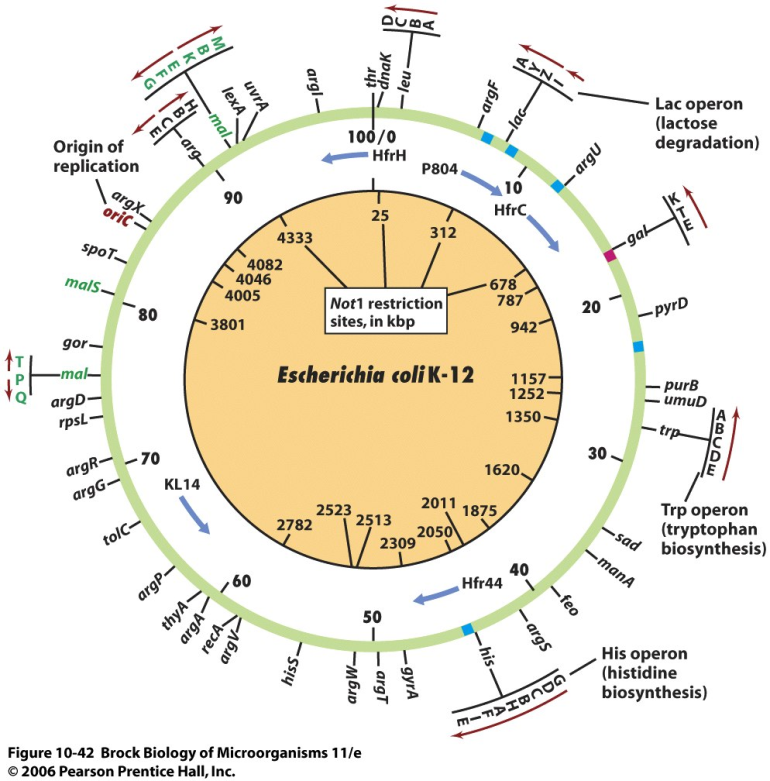 D C B A
M B K E F G
H B C E
A Y Z I
thr
dnaK
leu
argI
uvrA
lexA
mal
arg
argF
lac
argU
Lac operon
(lactose
degradation)
Origin of
replication
argX
oriC
spoT
malS
gor
T
P
Q
mal
argD
rpsL
argR
argG
tolC
argP
thyA
argA
recA
argV
hisS
argW
argT
gyrA
his
G D C B H A F I E
His operon
(histidine
biosynthesis)
argS
feo
manA
sad
Trp operon
(tryptophan
biosynthesis)
trp
A
B
C
D
E
umuD
purB
pyrD
gal
K
T
E
100/0
10
20
30
40
50
60
70
80
90
HfrH
P804
HfrC
Hfr44
KL14
25
312
678
787
942
1157
1252
1350
1620
1875
2011
2050
2309
2513
2523
2782
3801
4005
4046
4082
4333
Not1 restriction
sites, in kbp
Escherichia coli K-12
Figure 10-42 Brock Biology of Microorganisms 11/e
© 2006 Pearson Prentice Hall, Inc.